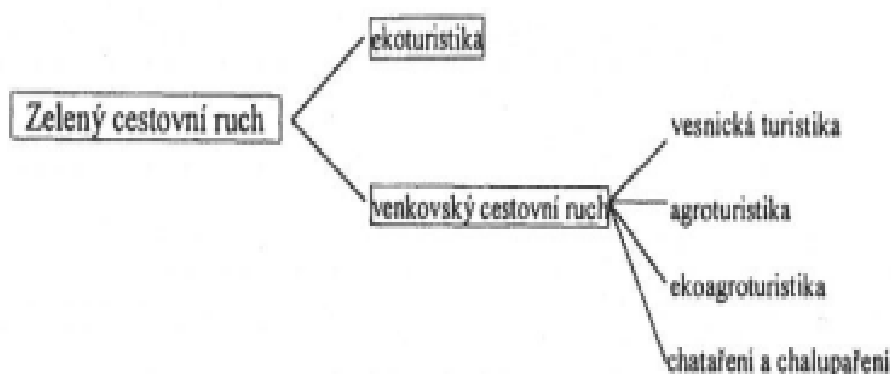 ekoturistika
Zelený cestovní ruch
vesnická turistika
venkovský cestovní ruch
agroturistika
ekoagroturistika
chataření a chalupaření